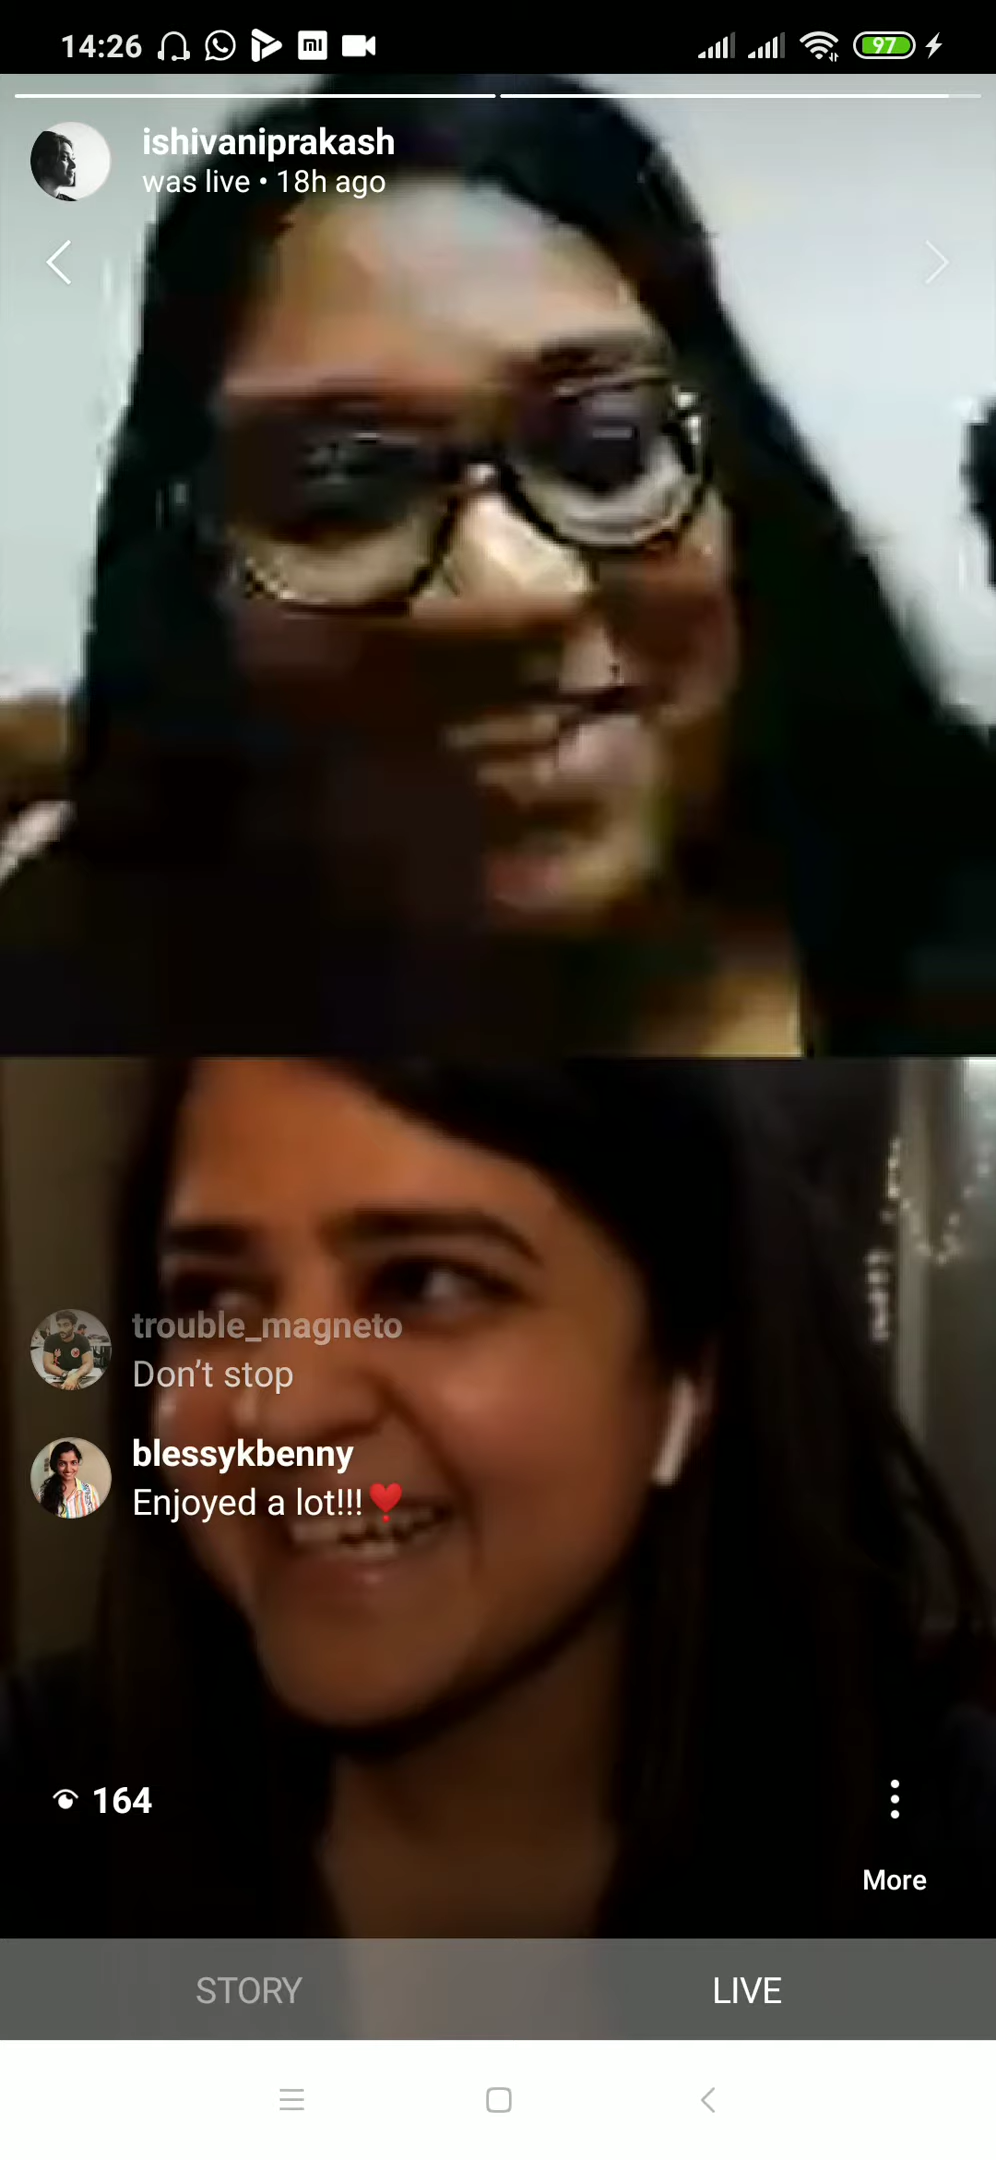 14:26
97
ishivaniprakash
was live • 18h ago
trouble_magneto
Don't stop
blessykbenny
Enjoyed a lot!!!❣️
164
More
STORY
LIVE